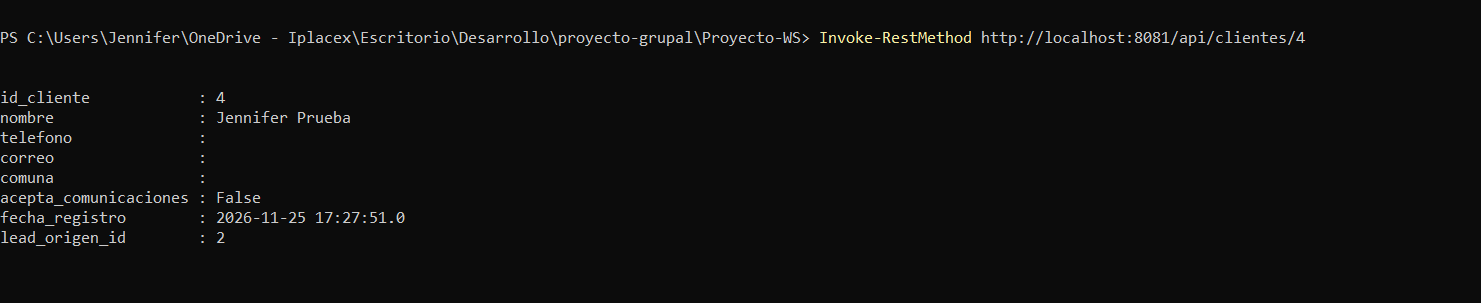 PS C:\Users\Jennifer\OneDrive - Iplacex\Escritorio\Desarrollo\proyecto-grupal\Proyecto-WS> Invoke-RestMethod http://localhost:8081/api/clientes/4
id_cliente : 4
nombre : Jennifer Prueba
telefono :
correo :
comuna :
acepta_comunicaciones : False
fecha_registro : 2026-11-25 17:27:51.0
lead_origen_id : 2